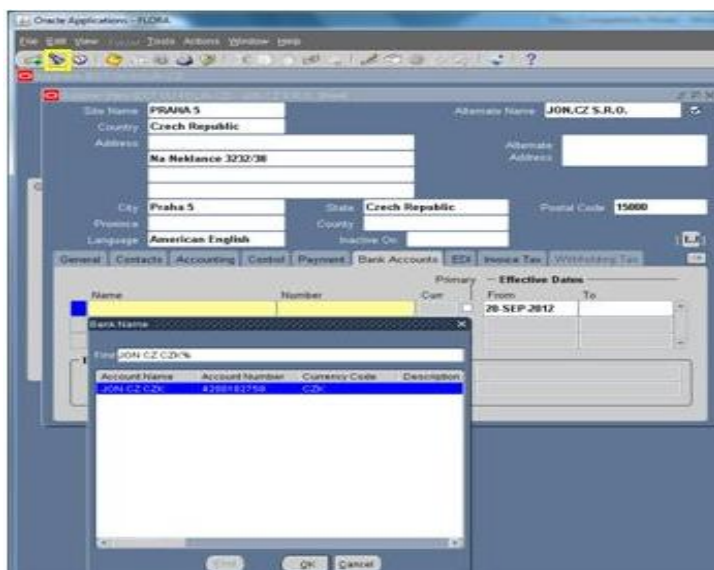 Oracle Applications - FLORA
File Edit View Tools Actions Window Help
Site Name PRAHA 5 Alternate Name JON.CZ S.R.O.
Country Czech Republic
Address Alternate Address
Na Neklance 3232/38
City Praha 5 State Czech Republic Postal Code 15000
Province County
Language American English Inactive On
General Contacts Accounting Control Payment Bank Accounts EDI Invoice Tax Withholding Tax
Primary Effective Dates
Name Number Curr From To
20-SEP-2012
Bank Name
Find JON CZ CZK%
Account Name Account Number Currency Code Description
JON CZ CZK CZK
Find OK Cancel